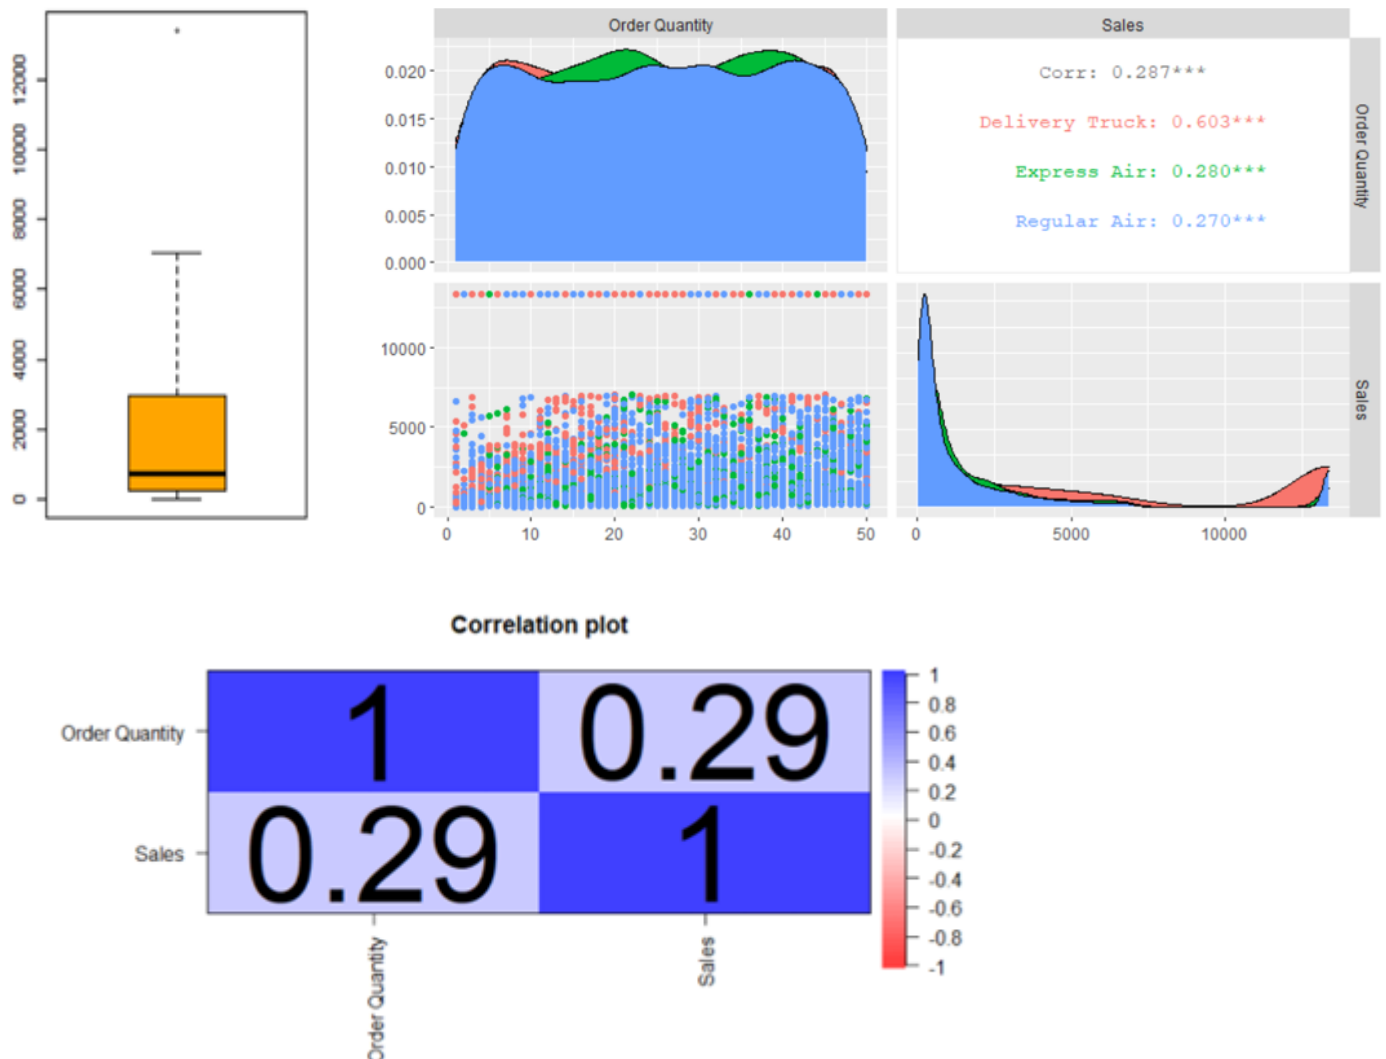 12000
10000
8000
6000
4000
2000
0
Order Quantity
Sales
0.020
0.015
0.010
0.005
0.000
Corr: 0.287***
Delivery Truck: 0.603***
Express Air: 0.280***
Regular Air: 0.270***
Order Quantity
10000
5000
0
Sales
0 10 20 30 40 50
0 5000 10000
Correlation plot
Order Quantity
1 0.29
Sales
0.29 1
1
0.8
0.6
0.4
0.2
0
-0.2
-0.4
-0.6
-0.8
-1
Order Quantity
Sales